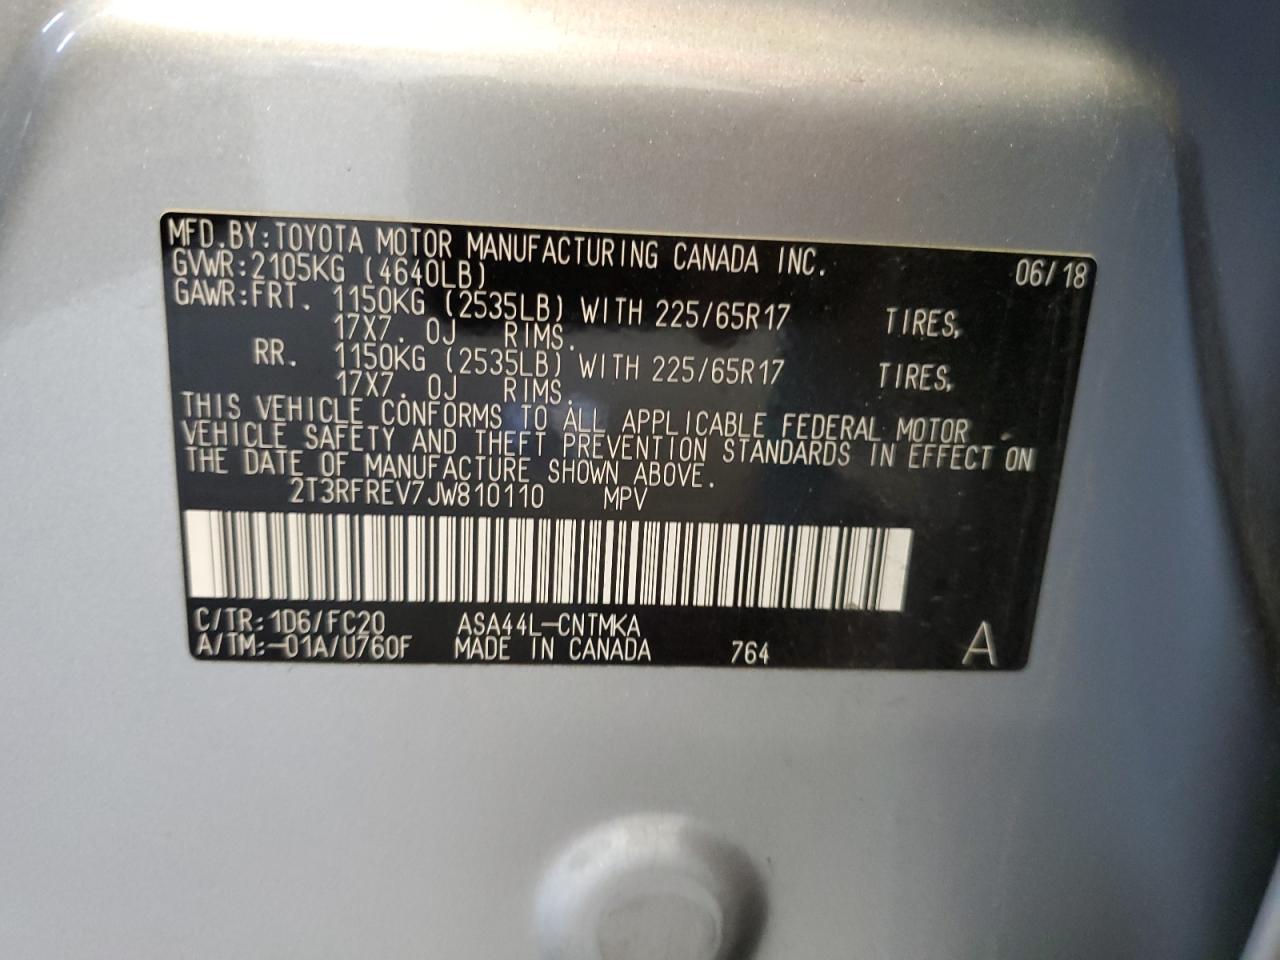 MFD.BY:TOYOTA MOTOR MANUFACTURING CANADA INC. 06/18
GVWR:2105KG (4640LB)
GAWR:FRT. 1150KG (2535LB) WITH 225/65R17 TIRES,
17X7.0J RIMS.
RR. 1150KG (2535LB) WITH 225/65R17 TIRES,
17X7.0J RIMS.
THIS VEHICLE CONFORMS TO ALL APPLICABLE FEDERAL MOTOR
VEHICLE SAFETY AND THEFT PREVENTION STANDARDS IN EFFECT ON
THE DATE OF MANUFACTURE SHOWN ABOVE.
2T3RFREV7JW810110 MPV
C/TR:1D6/FC20 ASA44L-CNTMKA
A/TM:-01A/U760F MADE IN CANADA 764 A